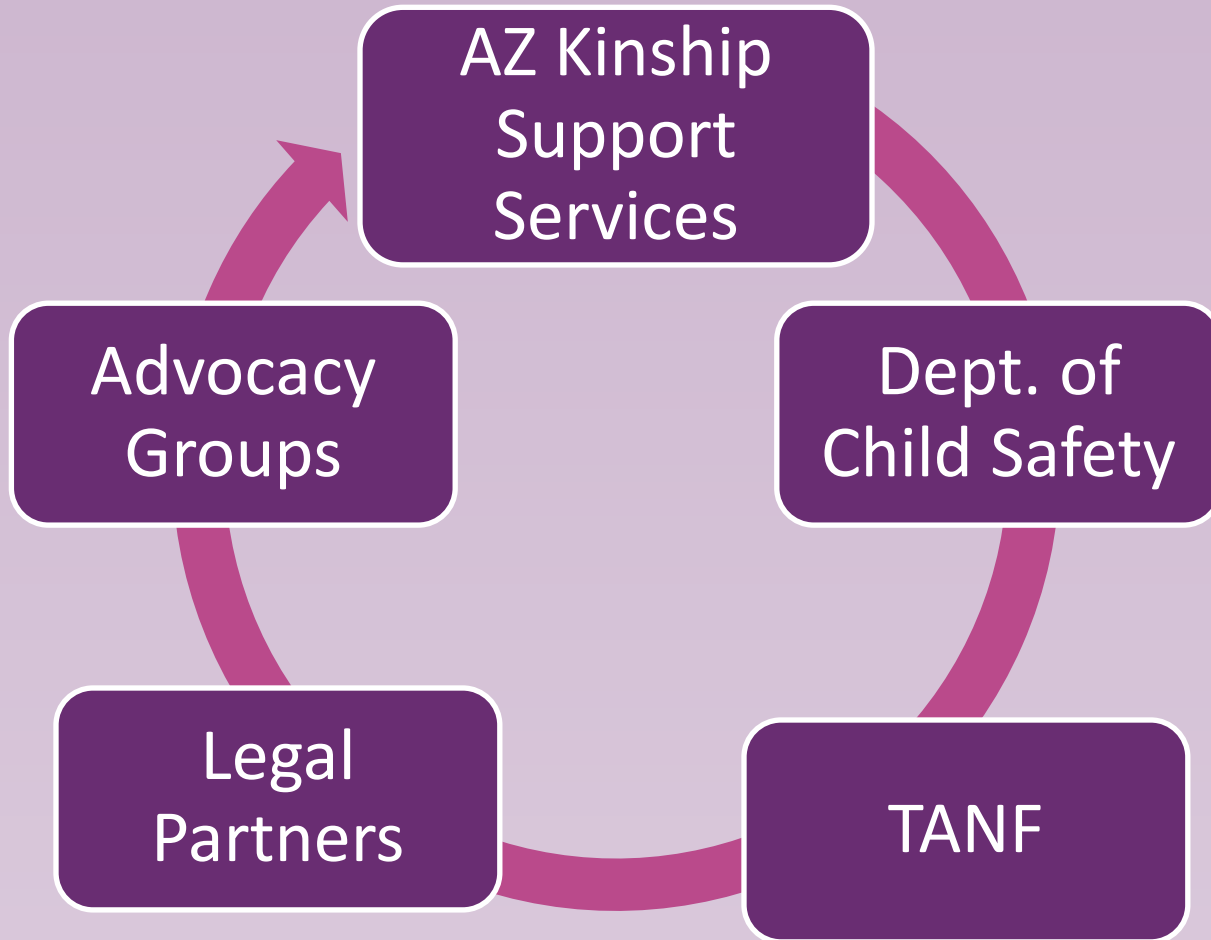 AZ Kinship
Support
Services
Advocacy
Groups
Dept. of
Child Safety
Legal
Partners
TANF